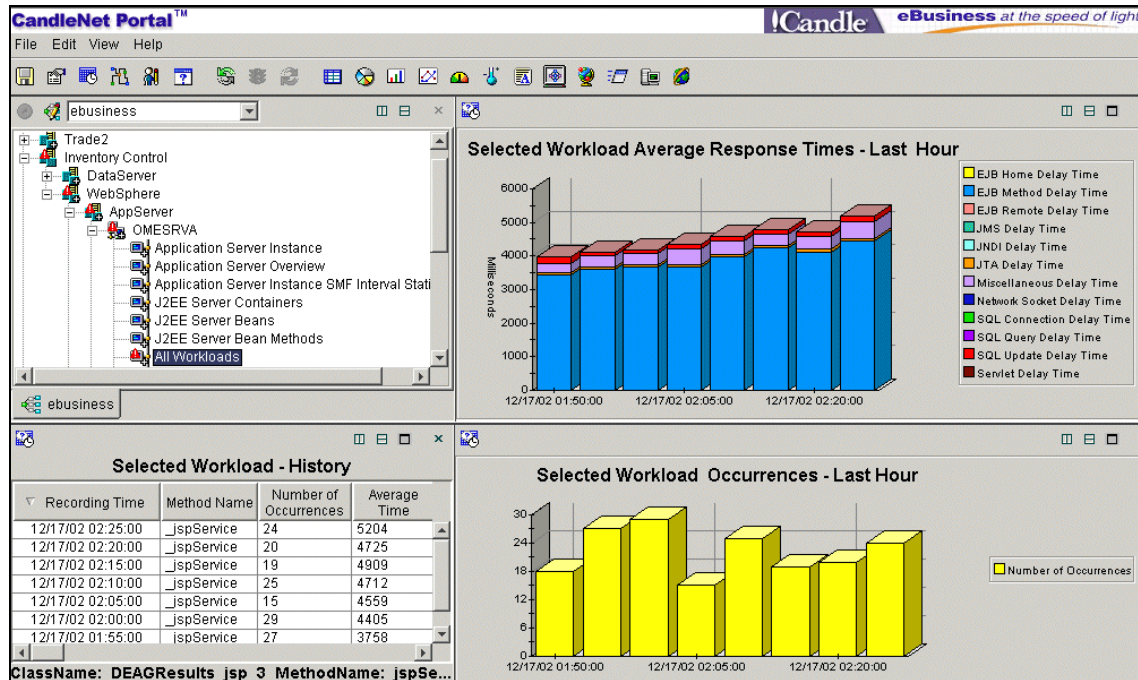 CandleNet Portal™
!Candle eBusiness at the speed of light
File Edit View Help
ebusiness
Trade2
Inventory Control
DataServer
WebSphere
AppServer
OMESRVA
Application Server Instance
Application Server Overview
Application Server Instance SMF Interval Stati
J2EE Server Containers
J2EE Server Beans
J2EE Server Bean Methods
All Workloads
ebusiness
Selected Workload Average Response Times - Last Hour
Milliseconds
6000
5000
4000
3000
2000
1000
0
12/17/02 01:50:00 12/17/02 02:05:00 12/17/02 02:20:00
EJB Home Delay Time
EJB Method Delay Time
EJB Remote Delay Time
JMS Delay Time
JNDI Delay Time
JTA Delay Time
Miscellaneous Delay Time
Network Socket Delay Time
SQL Connection Delay Time
SQL Query Delay Time
SQL Update Delay Time
Servlet Delay Time
Selected Workload - History
Recording Time Method Name Number of Occurrences Average Time
12/17/02 02:25:00 _jspService 24 5204
12/17/02 02:20:00 _jspService 20 4725
12/17/02 02:15:00 _jspService 19 4909
12/17/02 02:10:00 _jspService 25 4712
12/17/02 02:05:00 _jspService 15 4559
12/17/02 02:00:00 _jspService 29 4405
12/17/02 01:55:00 _jspService 27 3758
ClassName: DEAGResults_jsp_3 MethodName: _jspSe...
Selected Workload Occurrences - Last Hour
30
24
18
12
6
0
12/17/02 01:50:00 12/17/02 02:05:00 12/17/02 02:20:00
Number of Occurrences